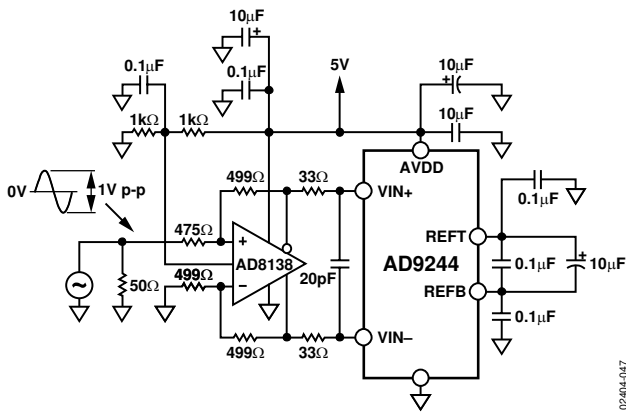 10μF
+
0.1μF
0.1μF
5V
10μF
+
10μF
1kΩ
1kΩ
AVDD
0V
1V p-p
499Ω
33Ω
VIN+
0.1μF
475Ω
+
REFT
AD8138
AD9244
0.1μF
+
10μF
50Ω
499Ω
–
20pF
REFB
0.1μF
499Ω
33Ω
VIN–
02404-047